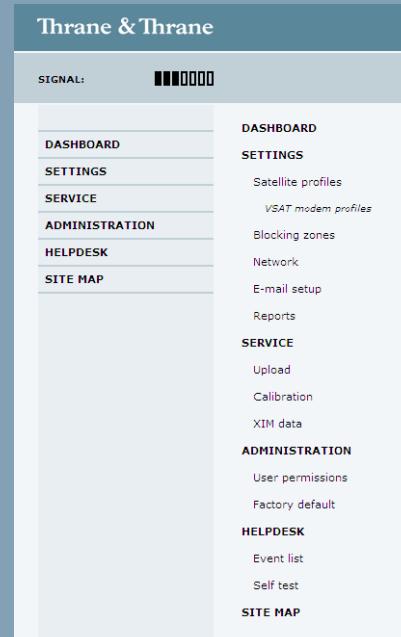 Thrane & Thrane
SIGNAL:
DASHBOARD
SETTINGS
SERVICE
ADMINISTRATION
HELPDESK
SITE MAP
DASHBOARD
SETTINGS
Satellite profiles
VSAT modem profiles
Blocking zones
Network
E-mail setup
Reports
SERVICE
Upload
Calibration
XIM data
ADMINISTRATION
User permissions
Factory default
HELPDESK
Event list
Self test
SITE MAP